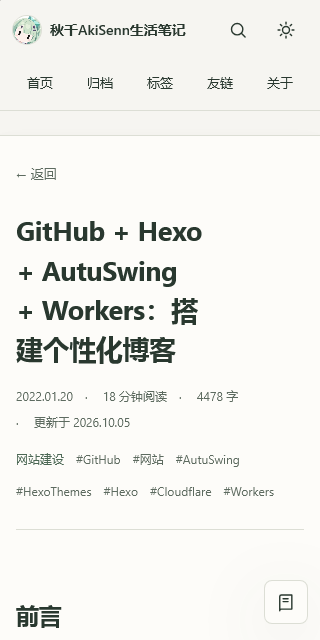 秋千AkiSenn生活笔记
首页 归档 标签 友链 关于
← 返回
GitHub + Hexo
+ AutuSwing
+ Workers：搭
建个性化博客
2022.01.20 · 18 分钟阅读 · 4478 字
· 更新于 2026.10.05
网站建设 #GitHub #网站 #AutuSwing
#HexoThemes #Hexo #Cloudflare #Workers
前言